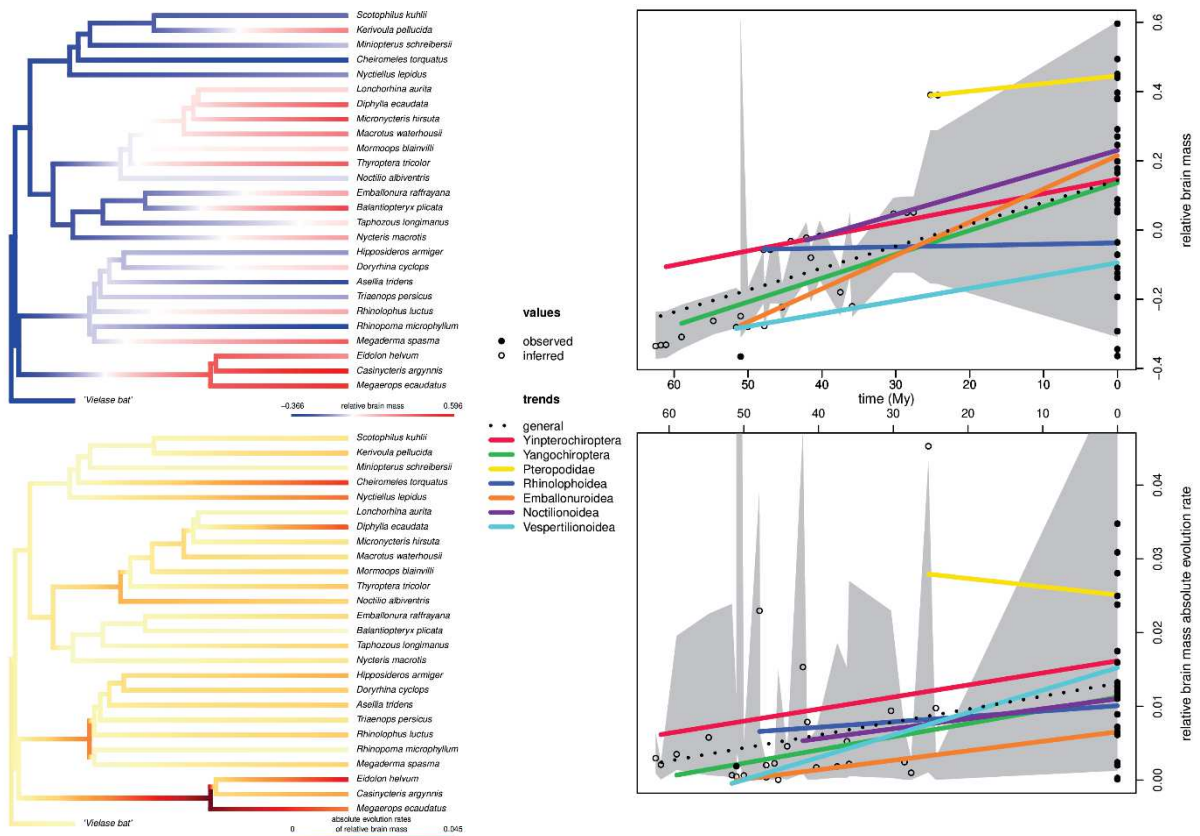 Scotophilus kuhlii
Kerivoula pellucida
Miniopterus schreibersii
Cheiromeles torquatus
Nyctiellus lepidus
Lonchorhina aurita
Diphylla ecaudata
Micronycteris hirsuta
Macrotus waterhousii
Mormoops blainvilli
Thyroptera tricolor
Noctilio albiventris
Emballonura raffrayana
Balantiopteryx plicata
Taphozous longimanus
Nycteris macrotis
Hipposideros armiger
Doryrhina cyclops
Asellia tridens
Triaenops persicus
Rhinolophus luctus
Rhinopoma microphyllum
Megaderma spasma
Eidolon helvum
Casinycteris argynnis
Megaerops ecaudatus
'Vielase bat'
−0.366 relative brain mass 0.596
Scotophilus kuhlii
Kerivoula pellucida
Miniopterus schreibersii
Cheiromeles torquatus
Nyctiellus lepidus
Lonchorhina aurita
Diphylla ecaudata
Micronycteris hirsuta
Macrotus waterhousii
Mormoops blainvilli
Thyroptera tricolor
Noctilio albiventris
Emballonura raffrayana
Balantiopteryx plicata
Taphozous longimanus
Nycteris macrotis
Hipposideros armiger
Doryrhina cyclops
Asellia tridens
Triaenops persicus
Rhinolophus luctus
Rhinopoma microphyllum
Megaderma spasma
Eidolon helvum
Casinycteris argynnis
Megaerops ecaudatus
'Vielase bat'
absolute evolution rates
0 of relative brain mass 0.045
values
observed
inferred
trends
general
Yinpterochiroptera
Yangochiroptera
Pteropodidae
Rhinolophoidea
Emballonuroidea
Noctilionoidea
Vespertilionoidea
0.6
0.4
0.2
0.0
−0.2
−0.4
relative brain mass
60 50 40 30 20 10 0
time (My)
60 50 40 30 20 10 0
0.04
0.03
0.02
0.01
0.00
relative brain mass absolute evolution rate